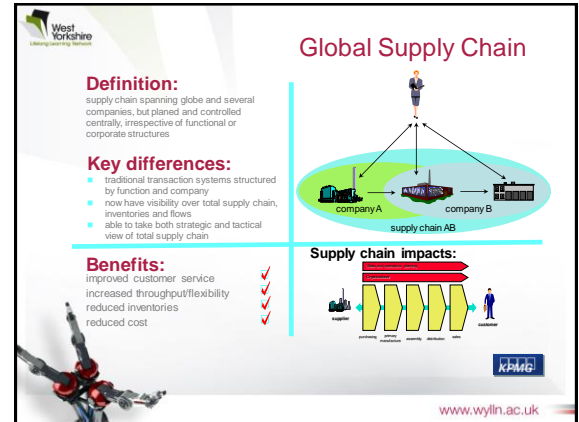 West
Yorkshire
Lifelong Learning Network
Global Supply Chain
Definition:
supply chain spanning globe and several
companies, but planed and controlled
centrally, irrespective of functional or
corporate structures
Key differences:
traditional transaction systems structured
by function and company
now have visibility over total supply chain,
inventories and flows
able to take both strategic and tactical
view of total supply chain
company A
company B
supply chain AB
Benefits:
improved customer service
increased throughput/flexibility
reduced inventories
reduced cost
Supply chain impacts:
supplier
customer
purchasing
primary
manufacture
assembly
distribution
sales
KPMG
www.wylln.ac.uk